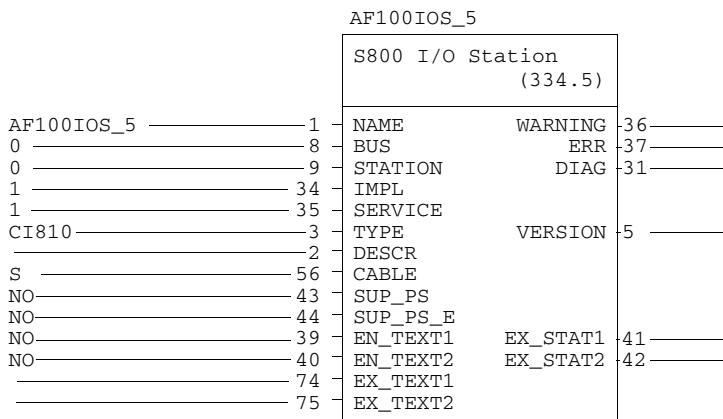 AF100IOS_5
S800 I/O Station
(334.5)
AF100IOS_5 1 NAME WARNING 36
0 8 BUS ERR 37
0 9 STATION DIAG 31
1 34 IMPL
1 35 SERVICE
CI810 3 TYPE VERSION 5
2 DESCR
S 56 CABLE
NO 43 SUP_PS
NO 44 SUP_PS_E
NO 39 EN_TEXT1 EX_STAT1 41
NO 40 EN_TEXT2 EX_STAT2 42
74 EX_TEXT1
75 EX_TEXT2